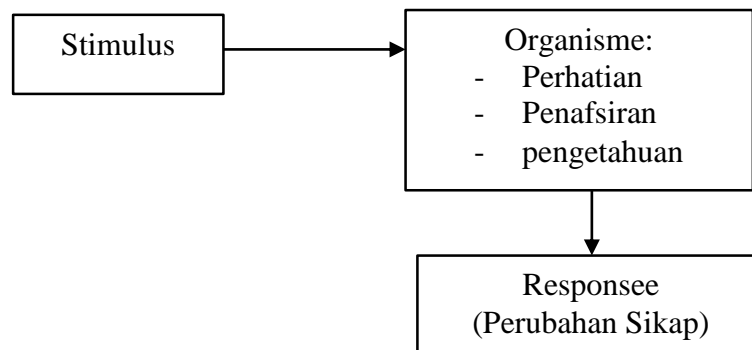 Stimulus
Organisme:
- Perhatian
- Penafsiran
- pengetahuan
Responsee
(Perubahan Sikap)